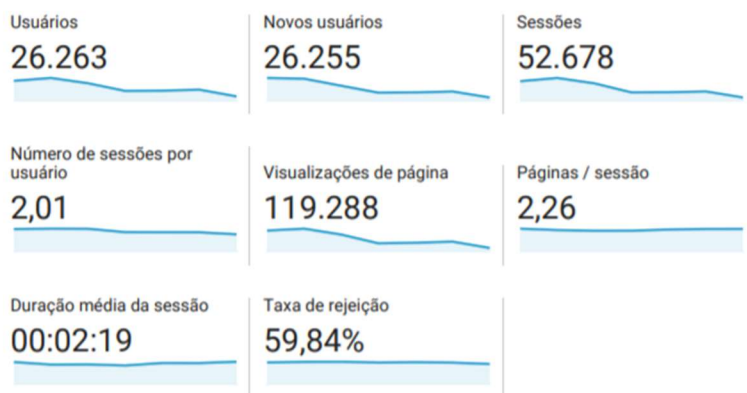 Usuários
26.263
Novos usuários
26.255
Sessões
52.678
Número de sessões por
usuário
2,01
Visualizações de página
119.288
Páginas / sessão
2,26
Duração média da sessão
00:02:19
Taxa de rejeição
59,84%